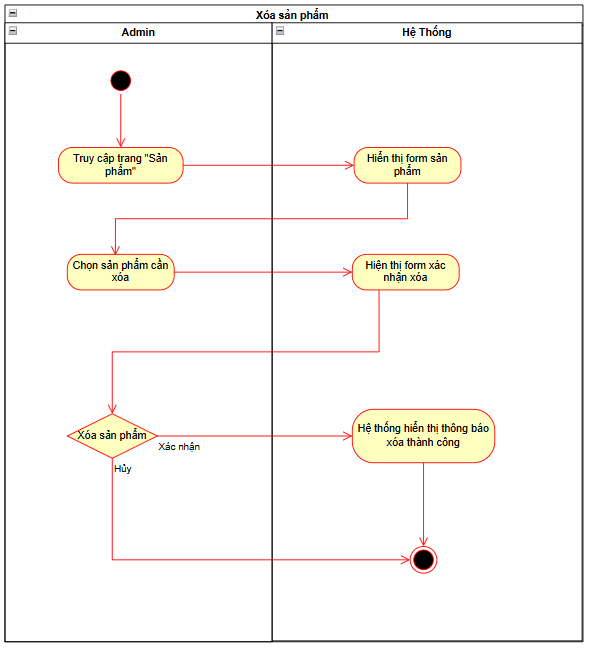 Xóa sản phẩm
Admin
Hệ Thống
Truy cập trang "Sản
phẩm"
Hiển thị form sản
phẩm
Chọn sản phẩm cần
xóa
Hiện thị form xác
nhận xóa
Xóa sản phẩm
Xác nhận
Hủy
Hệ thống hiển thị thông báo
xóa thành công